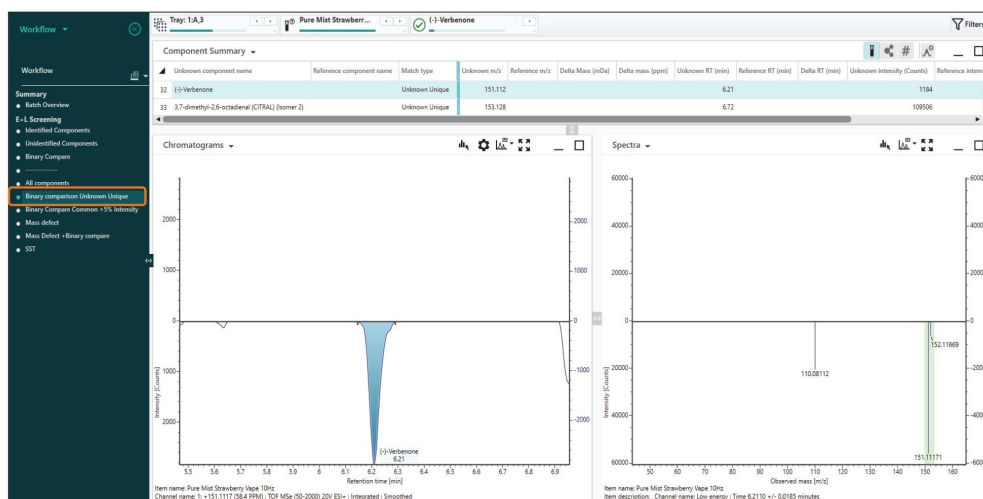 Workflow
Tray: 1:A,3
Pure Mist Strawberr...
(-)-Verbenone
Filters
Workflow
Summary
Batch Overview
E+L Screening
Identified Components
Unidentified Components
Binary Compare
--------------
All components
Binary comparison Unknown Unique
Binary Compare Common >5% Intensity
Mass defect
Mass Defect +Binary compare
SST
Component Summary
Unknown component name Reference component name Match type Unknown m/z Reference m/z Delta Mass (mDa) Delta mass (ppm) Unknown RT (min) Reference RT (min) Delta RT (min) Unknown intensity (Counts) Reference intens
32 (-)-Verbenone Unknown Unique 151.112 6.21 1184
33 3,7-dimethyl-2,6-octadienal (CITRAL) (Isomer 2) Unknown Unique 153.128 6.72 109506
Chromatograms
2000
1000
0
1000
2000
2000
1000
0
-1000
-2000
Intensity [Counts]
(-)-Verbenone
6.21
5.5 5.6 5.7 5.8 5.9 6 6.1 6.2 6.3 6.4 6.5 6.6 6.7 6.8 6.9
Retention time [min]
Item name: Pure Mist Strawberry Vape 10Hz
Channel name: 1: +151.1117 (58.4 PPM) : TOF MSe (50-2000) 20V ESI+ : Integrated : Smoothed
Spectra
60000
40000
20000
0
20000
40000
60000
6000
4000
2000
0
-200
-400
-600
Intensity [Counts]
110.08112
152.11669
151.11171
50 60 70 80 90 100 110 120 130 140 150 160
Observed mass [m/z]
Item name: Pure Mist Strawberry Vape 10Hz
Item description: , Channel name: Low energy : Time 6.2110 +/- 0.0185 minutes